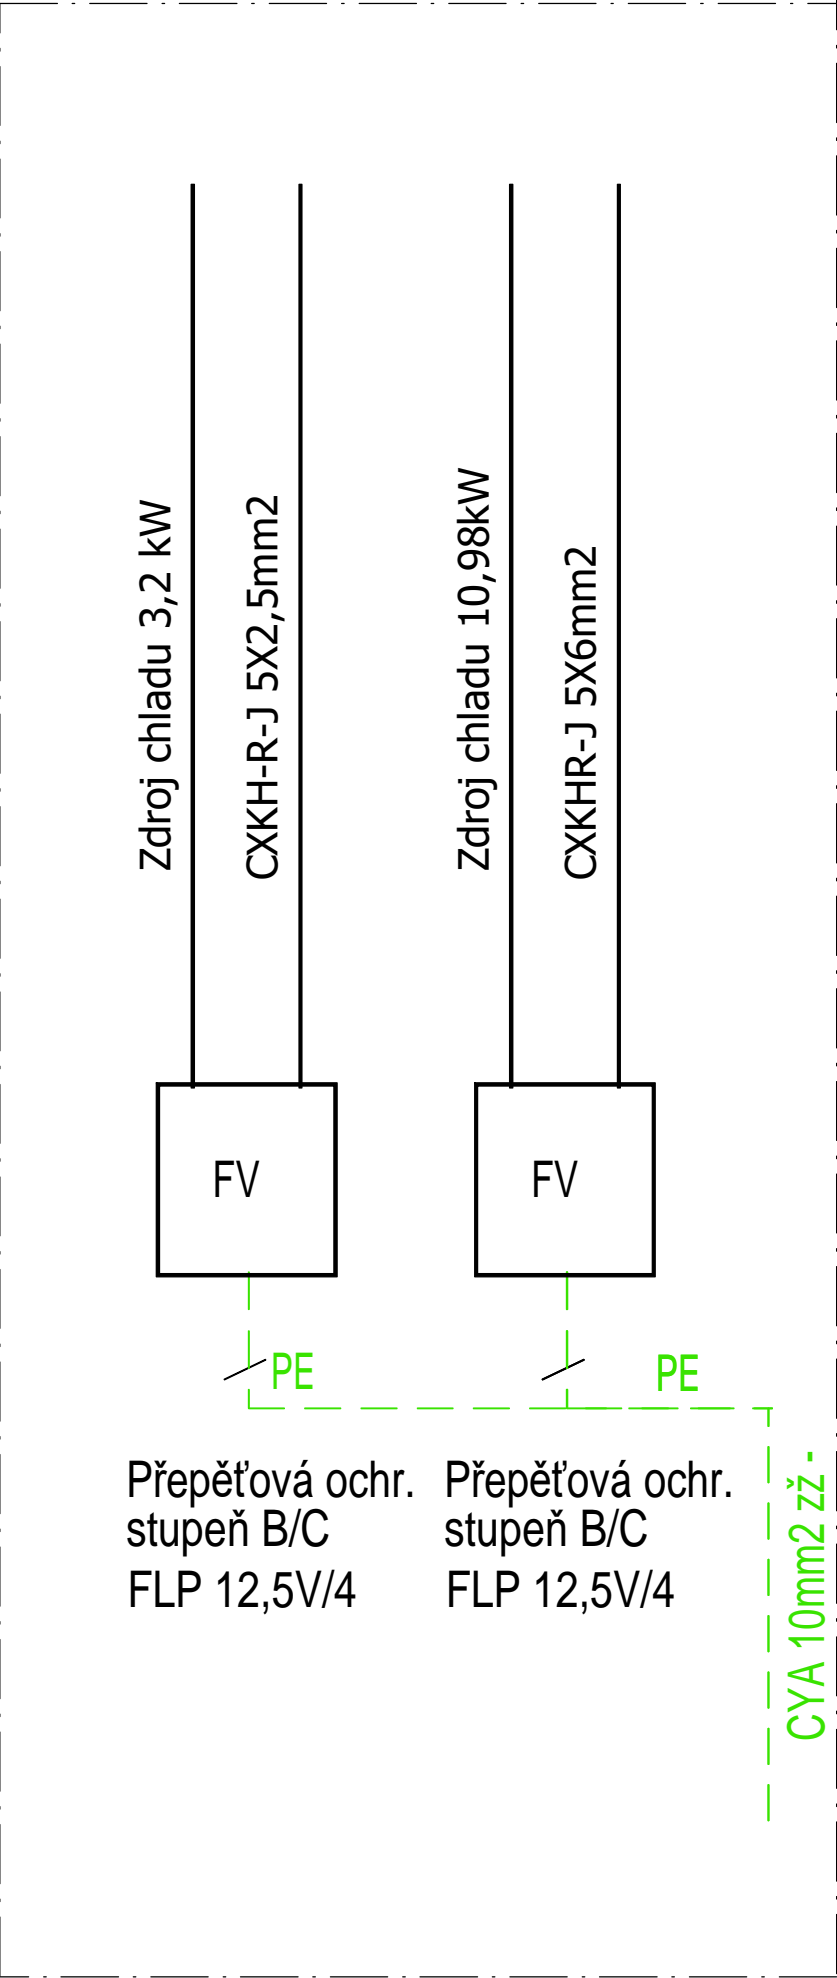 Zdroj chladu 3,2 kW
CXKH-R-J 5X2,5mm2
Zdroj chladu 10,98kW
CXKHR-J 5X6mm2
FV
FV
PE
PE
Přepěťová ochr.
stupeň B/C
FLP 12,5V/4
Přepěťová ochr.
stupeň B/C
FLP 12,5V/4
CYA 10mm2 zž -